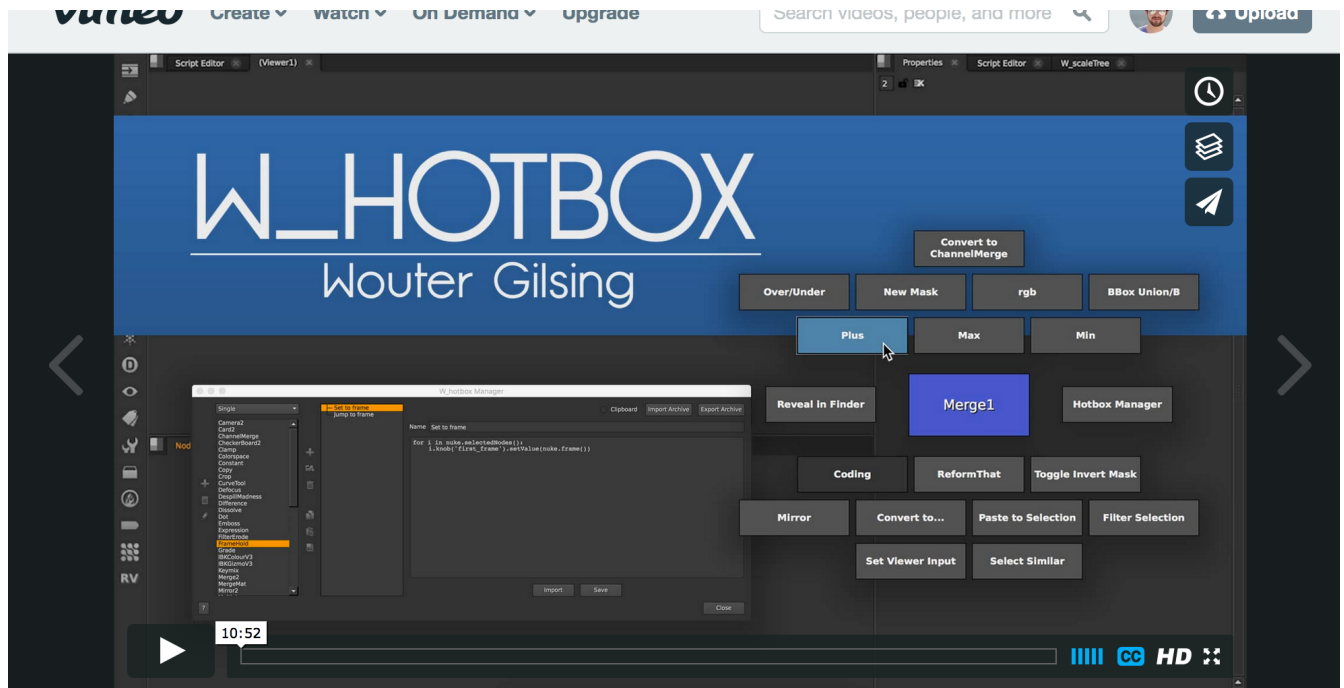 vimeo Create Watch On Demand Upgrade Search videos, people, and more Upload
Script Editor (Viewer1) Properties Script Editor W_scaleTree
2
W_HOTBOX
Wouter Gilsing
Convert to
ChannelMerge
Over/Under New Mask rgb BBox Union/B
Plus Max Min
Reveal in Finder Merge1 Hotbox Manager
Coding ReformThat Toggle Invert Mask
Mirror Convert to... Paste to Selection Filter Selection
Set Viewer Input Select Similar
W_hotbox Manager
Single
Set to frame
Jump to frame
Clipboard Import Archive Export Archive
Name Set to frame
for i in nuke.selectedNodes():
i.knob('first_frame').setValue(nuke.frame())
Camera2
Card2
ChannelMerge
CheckerBoard2
Clamp
Colorspace
Constant
Copy
Crop
CurveTool
Defocus
DespillMadness
Difference
Dissolve
Dot
Emboss
Expression
FilterErode
FrameHold
Grade
IBKColourV3
IBKGizmoV3
Keymix
Merge2
MergeMat
Mirror2
Import Save
? Close
Nod
D
RV
10:52
CC HD